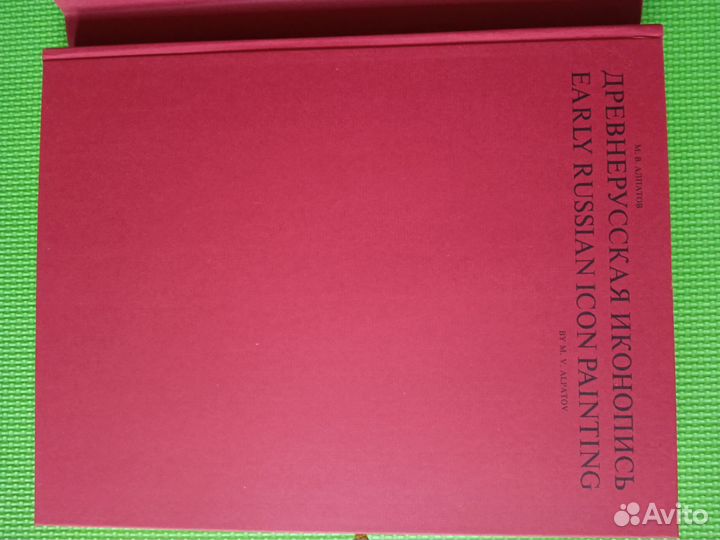 М. В. АЛПАТОВ
ДРЕВНЕРУССКАЯ ИКОНОПИСЬ
EARLY RUSSIAN ICON PAINTING
BY M. V. ALPATOV
Avito